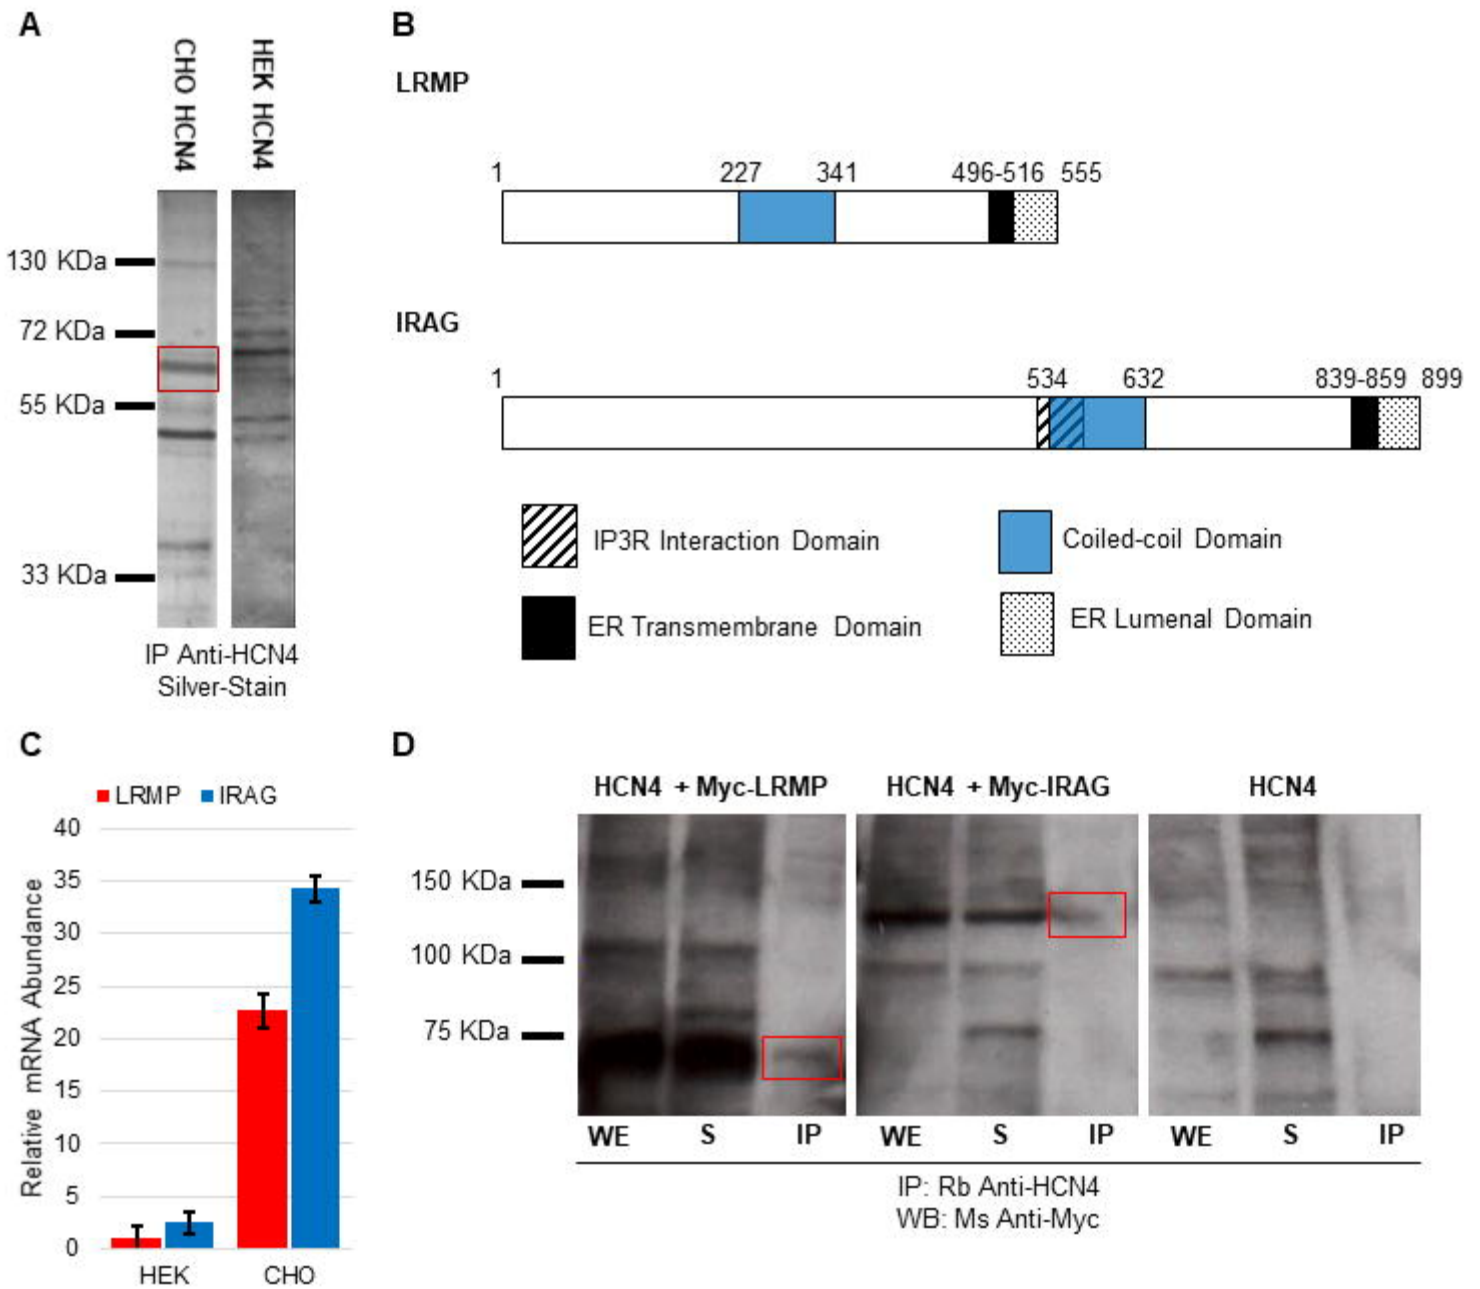 A
CHO HCN4
HEK HCN4
130 KDa
72 KDa
55 KDa
33 KDa
IP Anti-HCN4
Silver-Stain
B
LRMP
1 227 341 496-516 555
IRAG
1 534 632 839-859 899
IP3R Interaction Domain
Coiled-coil Domain
ER Transmembrane Domain
ER Lumenal Domain
C
LRMP IRAG
Relative mRNA Abundance
40
35
30
25
20
15
10
5
0
HEK CHO
D
HCN4 + Myc-LRMP HCN4 + Myc-IRAG HCN4
150 KDa
100 KDa
75 KDa
WE S IP WE S IP WE S IP
IP: Rb Anti-HCN4
WB: Ms Anti-Myc